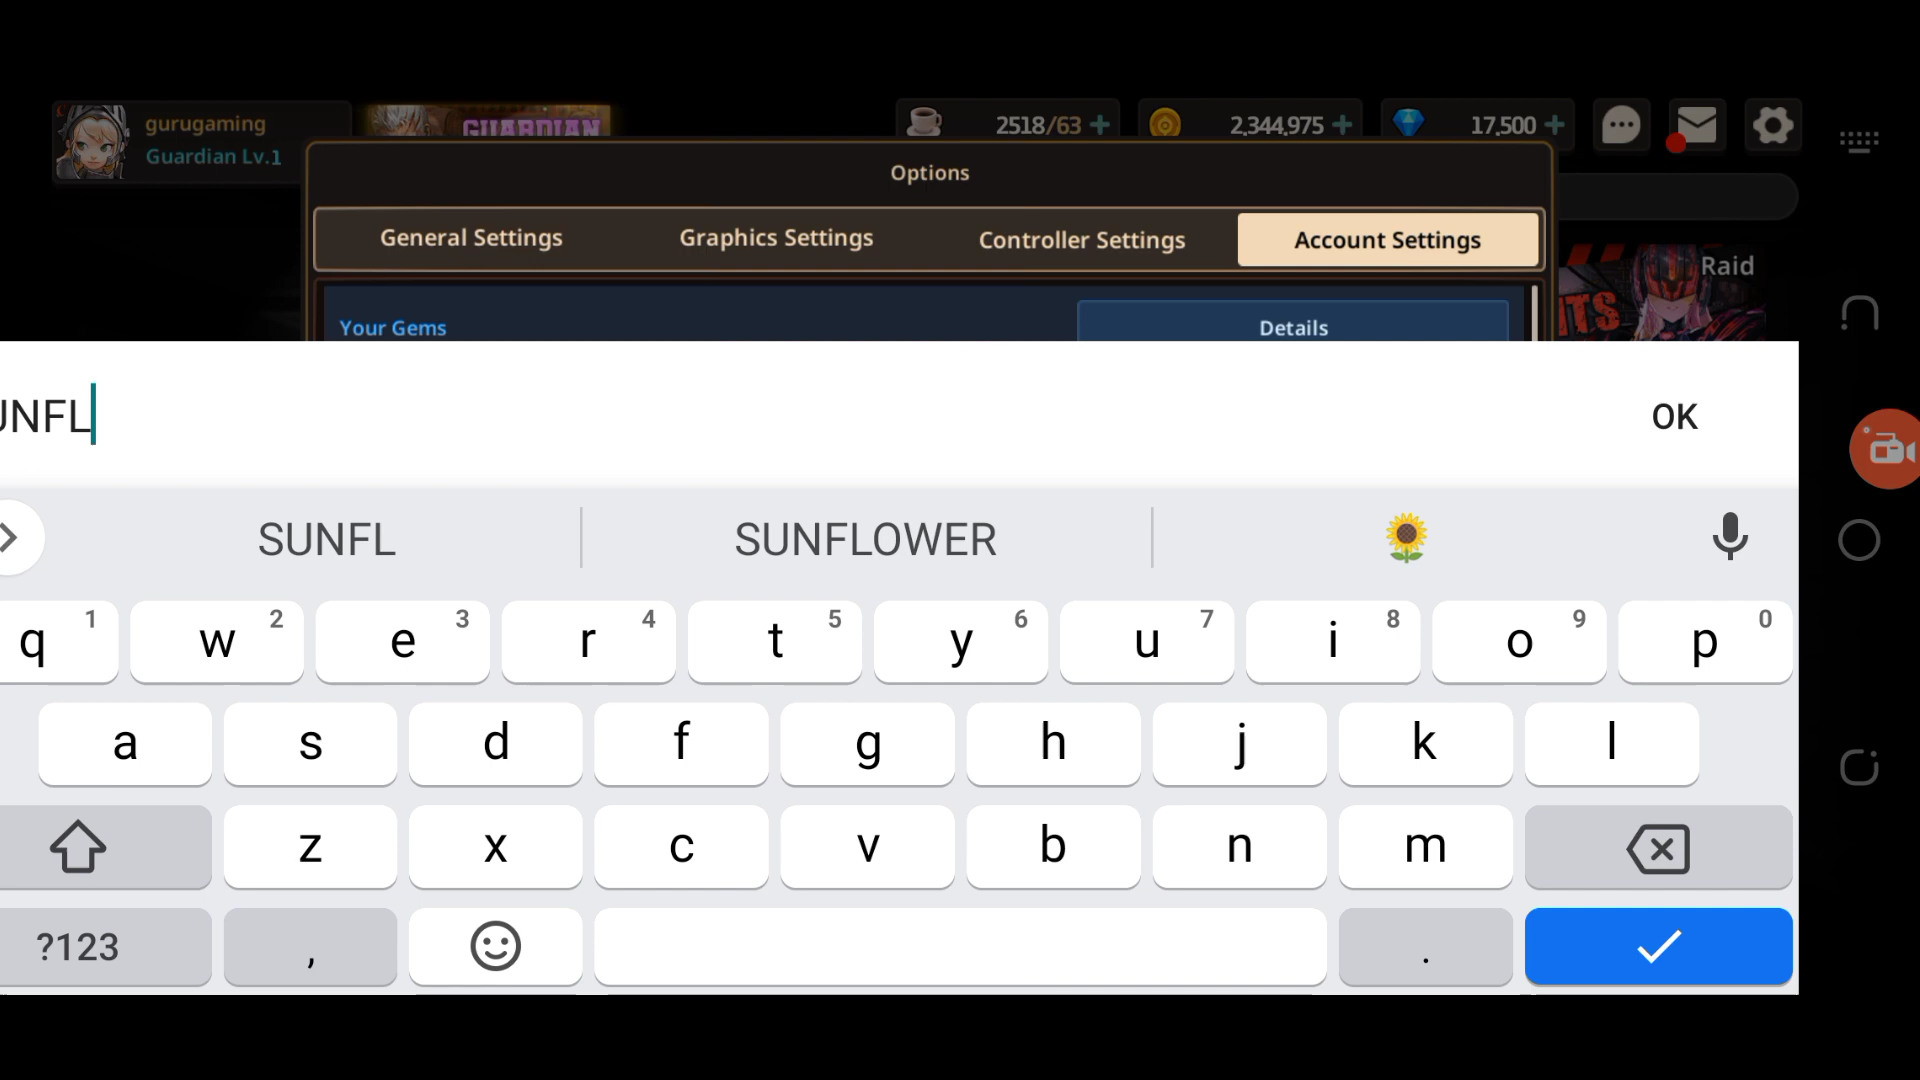 gurugaming
Guardian Lv.1
GUARDIAN
2518/63
2,344,975
17,500
Options
General Settings
Graphics Settings
Controller Settings
Account Settings
Raid
Your Gems
Details
UNFL
OK
SUNFL
SUNFLOWER
q 1 w 2 e 3 r 4 t 5 y 6 u 7 i 8 o 9 p 0
a s d f g h j k l
z x c v b n m
?123 , .